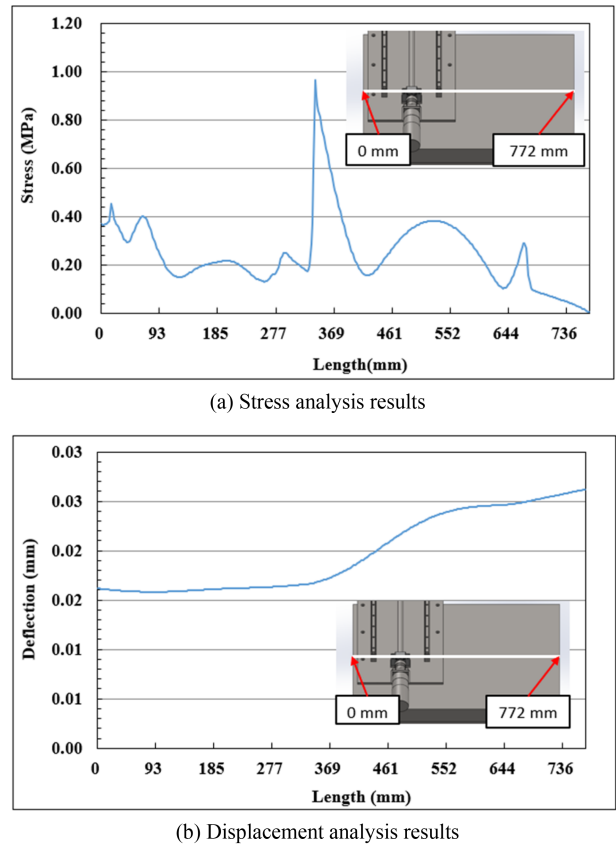 1.20
1.00
0.80
0.60
0.40
0.20
0.00
Stress (MPa)
0 mm
772 mm
0 93 185 277 369 461 552 644 736
Length(mm)
(a) Stress analysis results
0.03
0.03
0.02
0.02
0.01
0.01
0.00
Deflection (mm)
0 mm
772 mm
0 93 185 277 369 461 552 644 736
Length (mm)
(b) Displacement analysis results